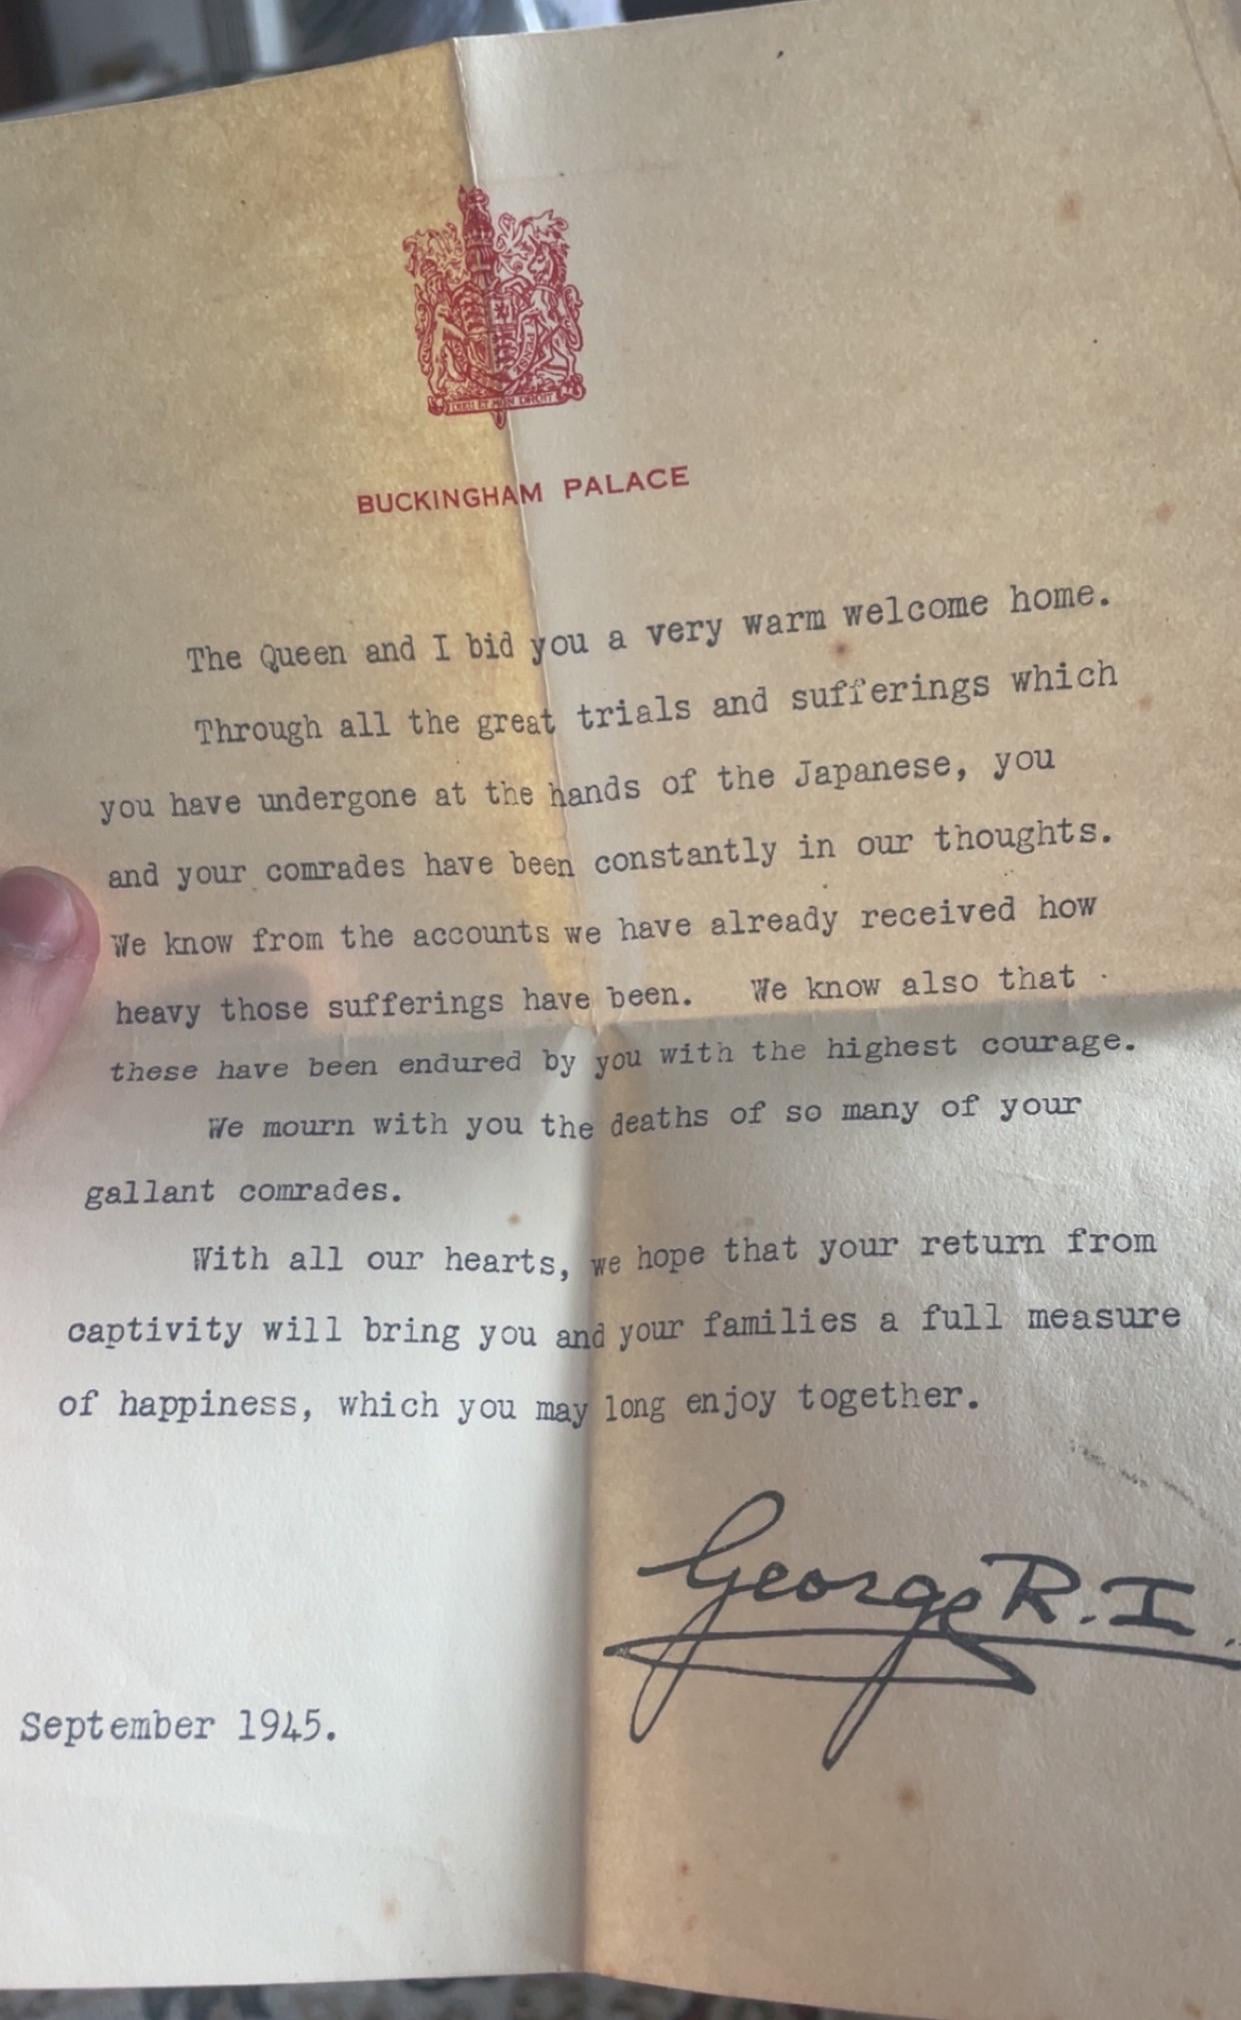 DIEU ET MON DROIT
BUCKINGHAM PALACE
The Queen and I bid you a very warm welcome home.
Through all the great trials and sufferings which
you have undergone at the hands of the Japanese, you
and your comrades have been constantly in our thoughts.
We know from the accounts we have already received how
heavy those sufferings have been. We know also that
these have been endured by you with the highest courage.
We mourn with you the deaths of so many of your
gallant comrades.
With all our hearts, we hope that your return from
captivity will bring you and your families a full measure
of happiness, which you may long enjoy together.
George R.I.
September 1945.